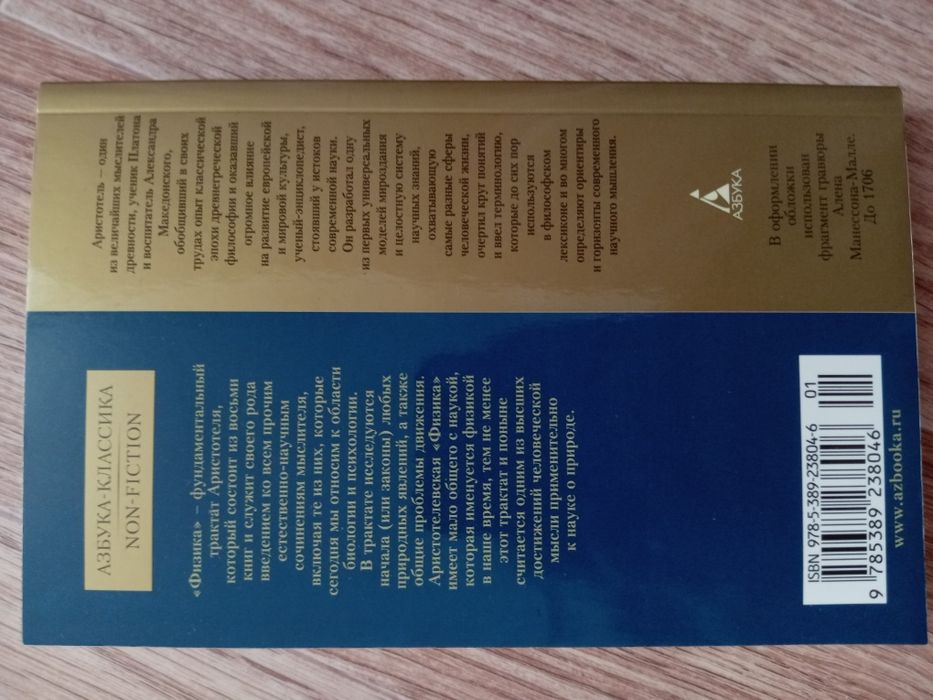 АЗБУКА-КЛАССИКА
NON-FICTION
«Физика» – фундаментальный
трактат Аристотеля,
который состоит из восьми
книг и служит своего рода
введением ко всем прочим
естественно-научным
сочинениям мыслителя,
включая те из них, которые
сегодня мы относим к области
биологии и психологии.
В трактате исследуются
начала (или законы) любых
природных явлений, а также
общие проблемы движения.
Аристотелевская «Физика»
имеет мало общего с наукой,
которая именуется физикой
в наше время, тем не менее
этот трактат и поныне
считается одним из высших
достижений человеческой
мысли применительно
к науке о природе.
ISBN 978-5-389-23804-6
01
9 785389 238046
www.azbooka.ru
Аристотель – один
из величайших мыслителей
древности, ученик Платона
и воспитатель Александра
Македонского,
обобщивший в своих
трудах опыт классической
эпохи древнегреческой
философии и оказавший
огромное влияние
на развитие европейской
и мировой культуры,
ученый-энциклопедист,
стоявший у истоков
современной науки.
Он разработал одну
из первых универсальных
моделей мироздания
и целостную систему
научных знаний,
охватывающую
самые разные сферы
человеческой жизни,
очертил круг понятий
и ввел терминологию,
которые до сих пор
используются
в философском
лексиконе и во многом
определяют ориентиры
и горизонты современного
научного мышления.
АЗБУКА
В оформлении
обложки
использован
фрагмент гравюры
Алена
Манессона-Малле.
До 1706